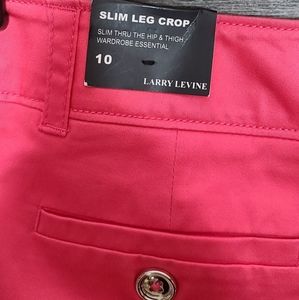 SLIM LEG CROP
SLIM THRU THE HIP & THIGH
WARDROBE ESSENTIAL
10
LARRY LEVINE